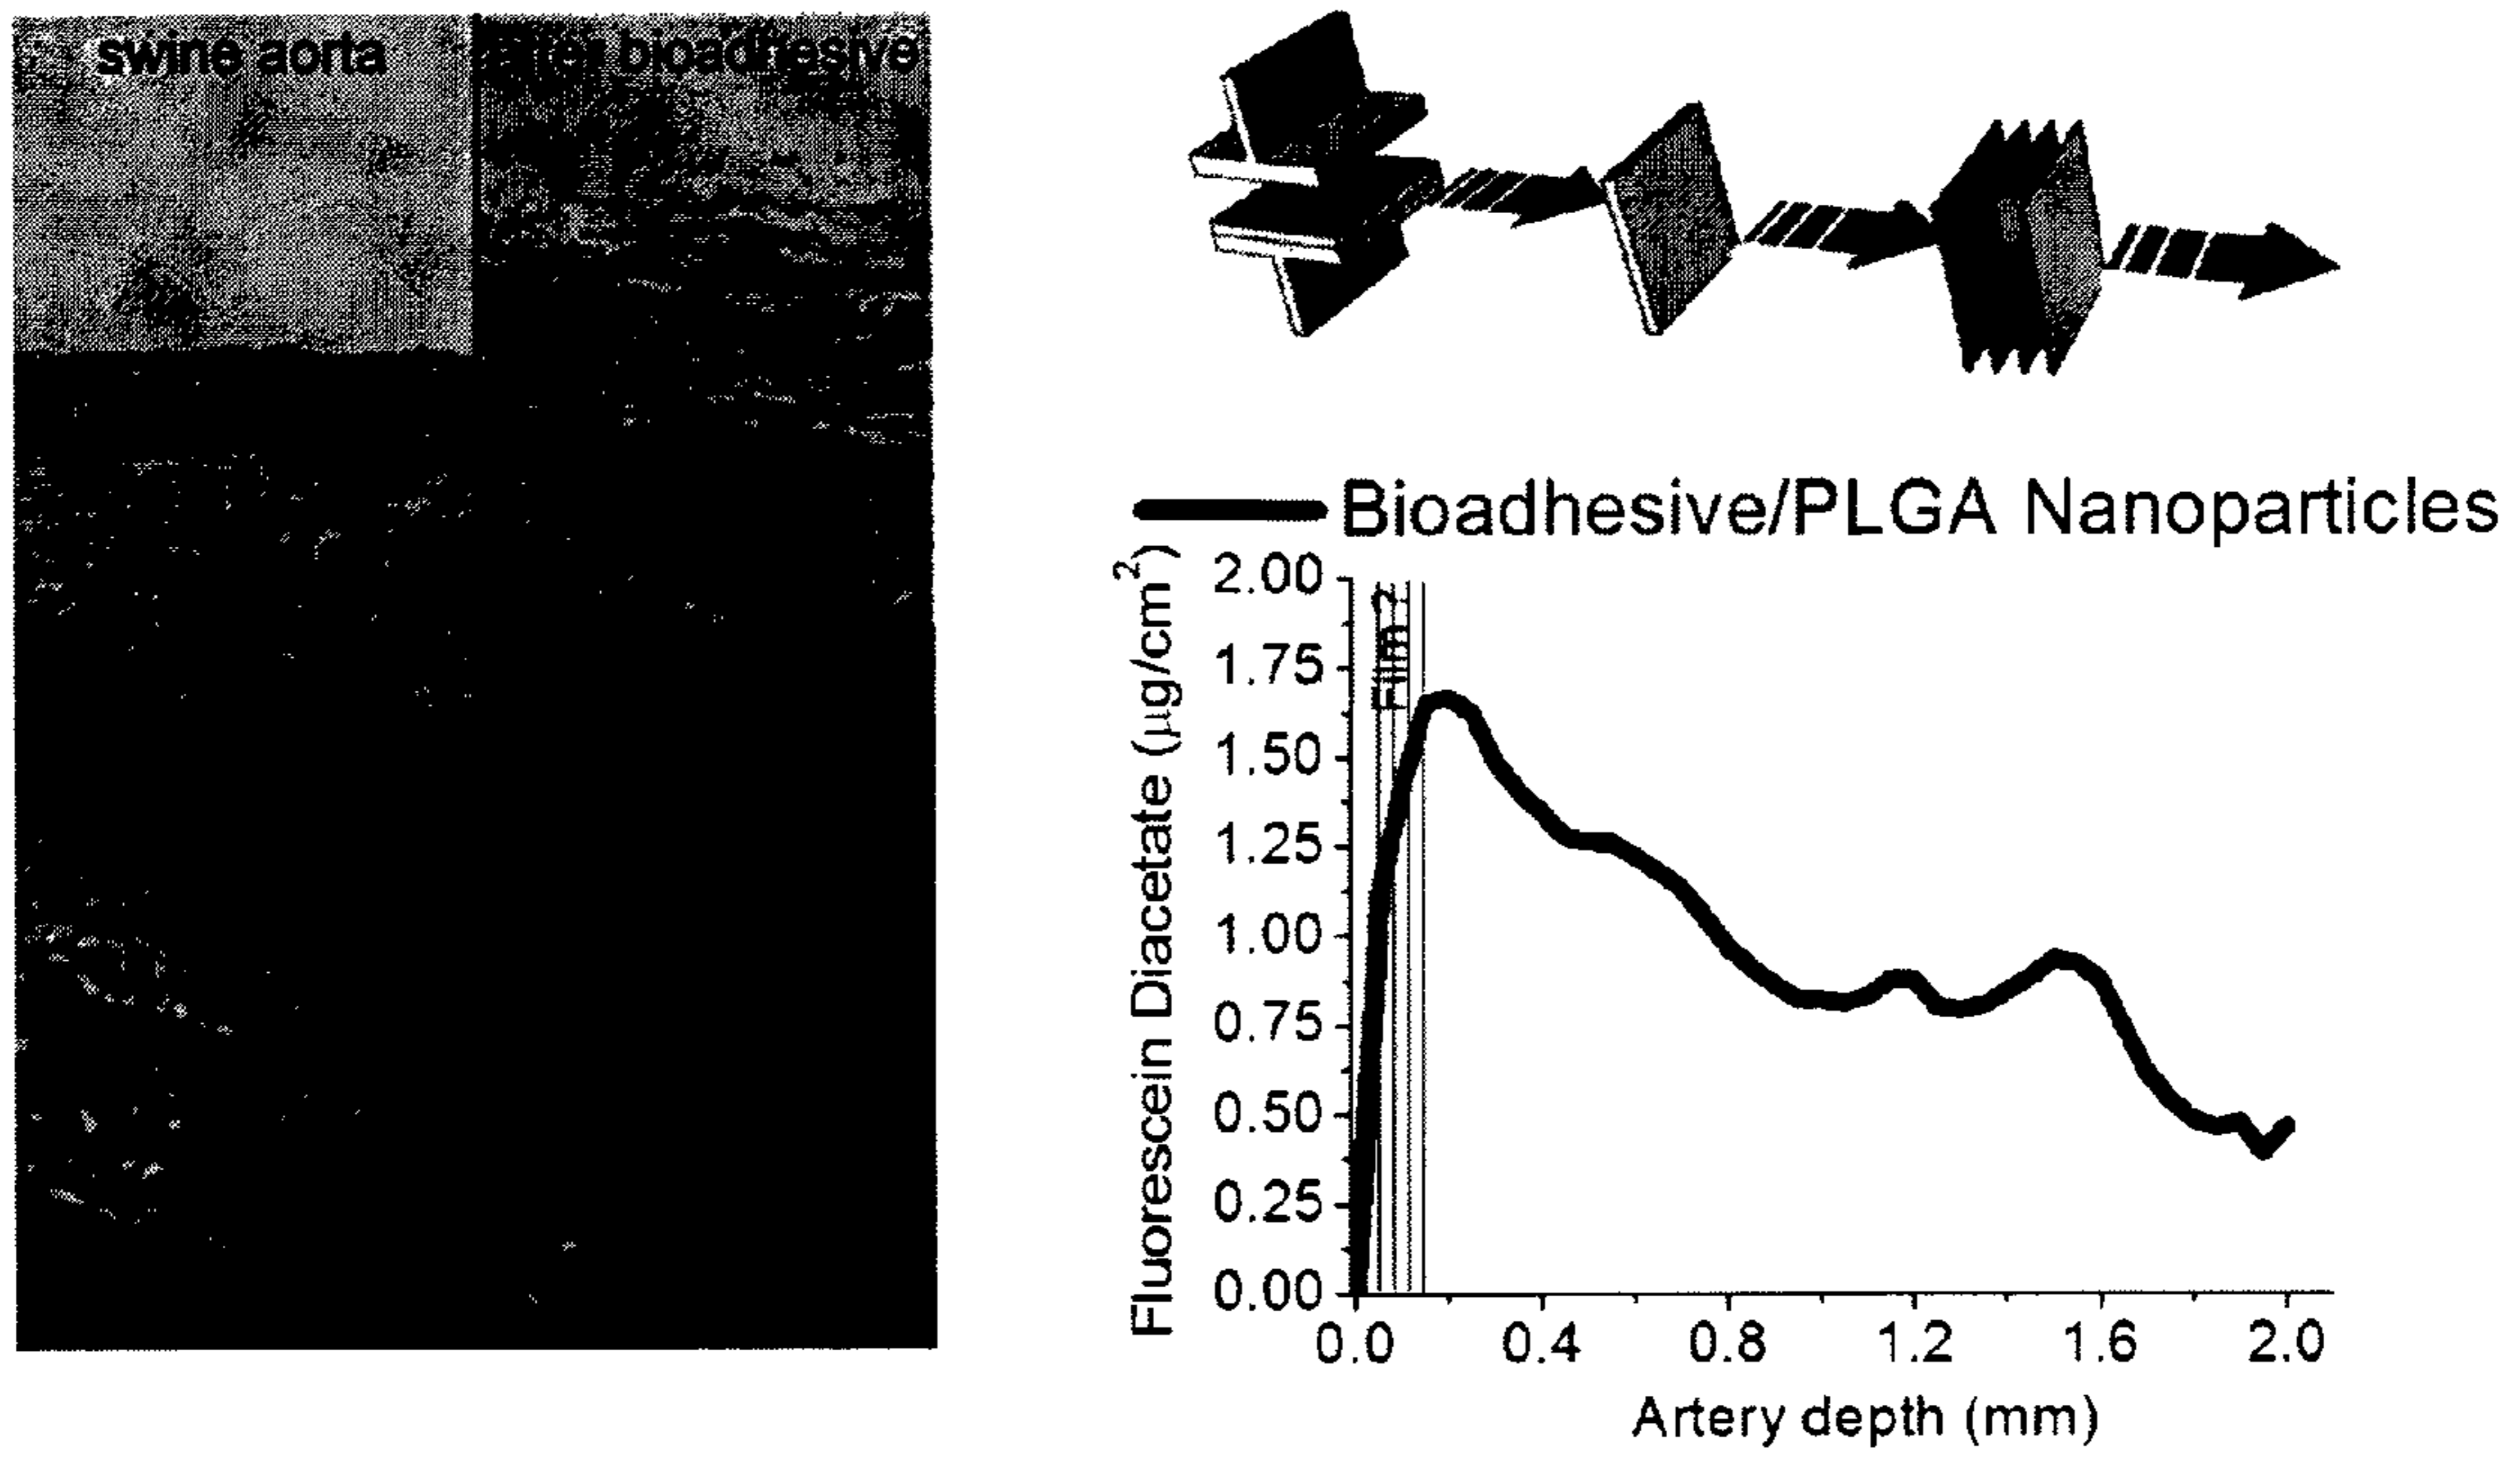 swine aorta
bioadhesive
Bioadhesive/PLGA Nanoparticles
Fluorescein Diacetate (μg/cm²)
2.00
1.75
1.50
1.25
1.00
0.75
0.50
0.25
0.00
0.0 0.4 0.8 1.2 1.6 2.0
Artery depth (mm)